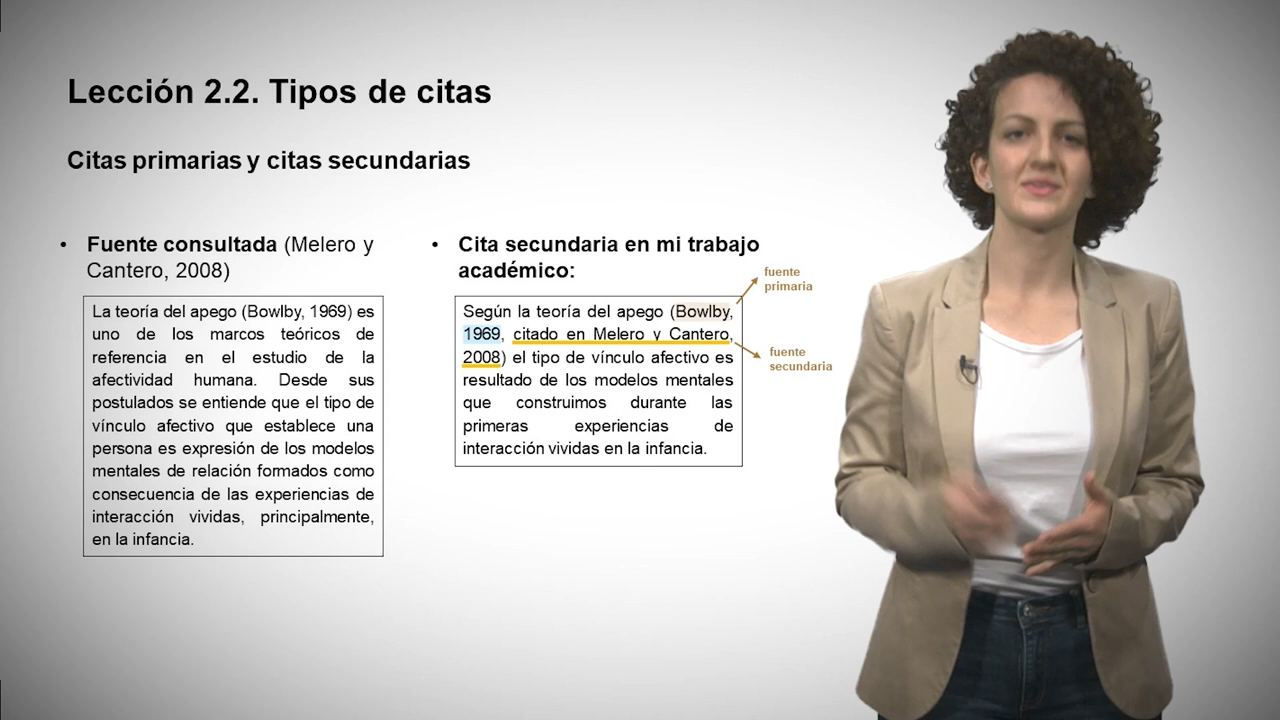 Lección 2.2. Tipos de citas
Citas primarias y citas secundarias
• Fuente consultada (Melero y
Cantero, 2008)
La teoría del apego (Bowlby, 1969) es
uno de los marcos teóricos de
referencia en el estudio de la
afectividad humana. Desde sus
postulados se entiende que el tipo de
vínculo afectivo que establece una
persona es expresión de los modelos
mentales de relación formados como
consecuencia de las experiencias de
interacción vividas, principalmente,
en la infancia.
• Cita secundaria en mi trabajo
académico:
Según la teoría del apego (Bowlby,
1969, citado en Melero y Cantero,
2008) el tipo de vínculo afectivo es
resultado de los modelos mentales
que construimos durante las
primeras experiencias de
interacción vividas en la infancia.
fuente
primaria
fuente
secundaria